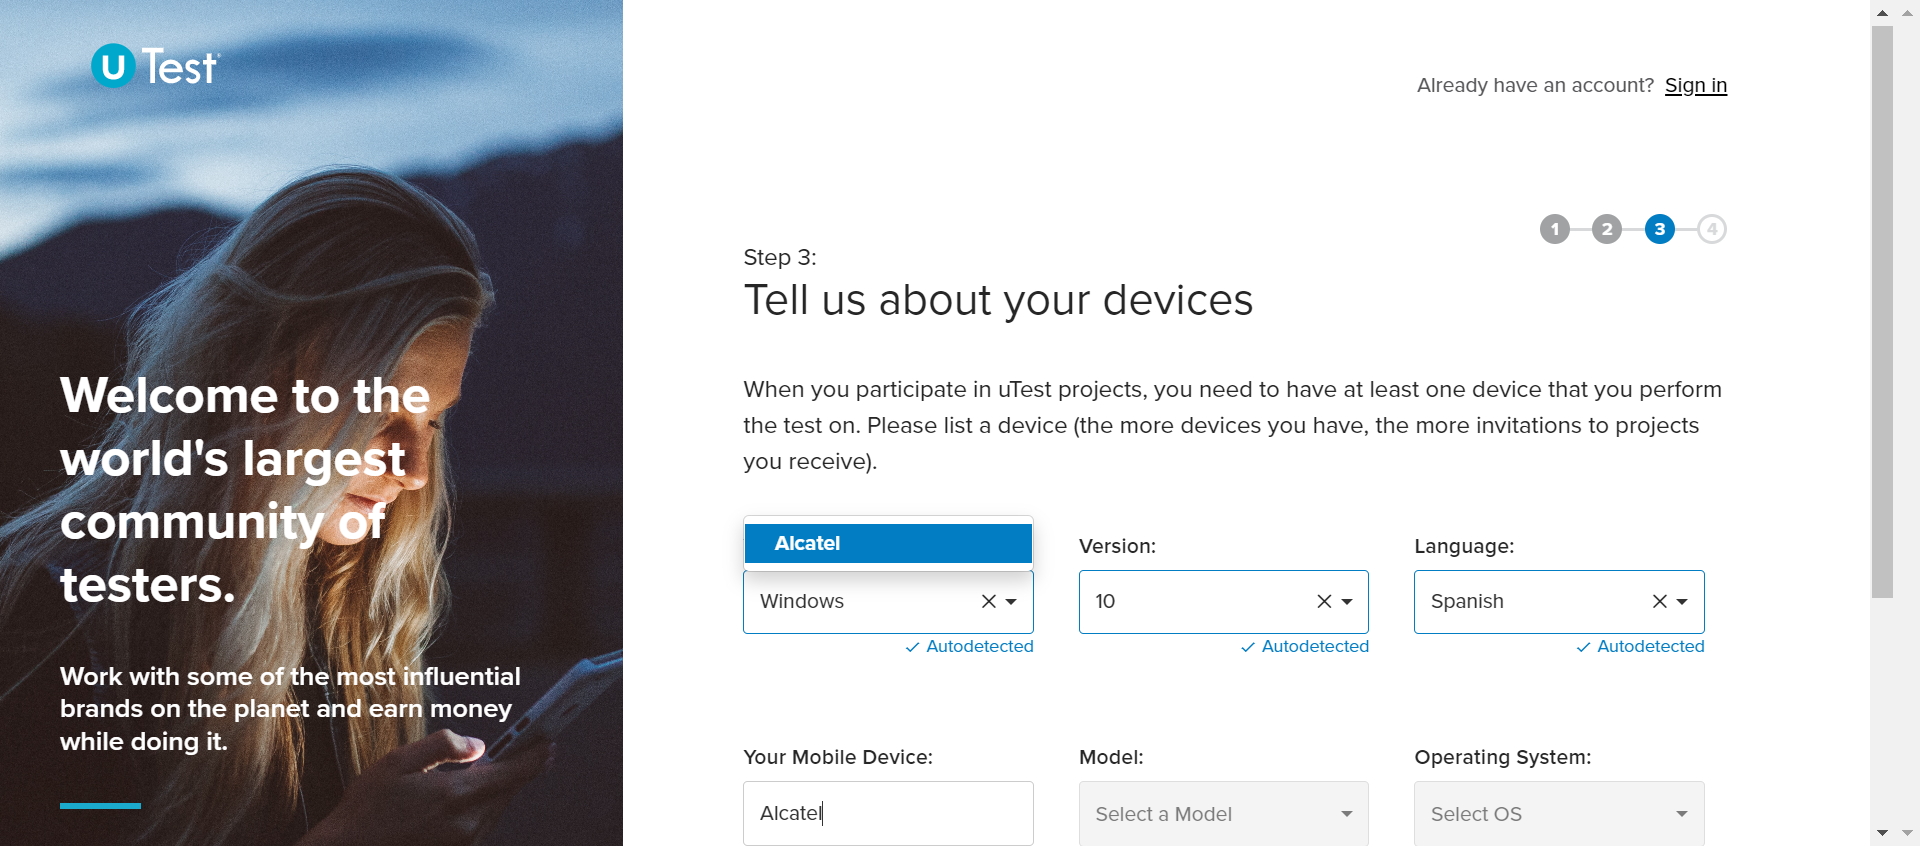 u Test
Already have an account? Sign in
1 2 3 4
Step 3:
Tell us about your devices
When you participate in uTest projects, you need to have at least one device that you perform
the test on. Please list a device (the more devices you have, the more invitations to projects
you receive).
Alcatel
Version:
Language:
Windows
10
Spanish
Autodetected
Autodetected
Autodetected
Your Mobile Device:
Model:
Operating System:
Alcatel
Select a Model
Select OS
Welcome to the
world's largest
community of
testers.
Work with some of the most influential
brands on the planet and earn money
while doing it.